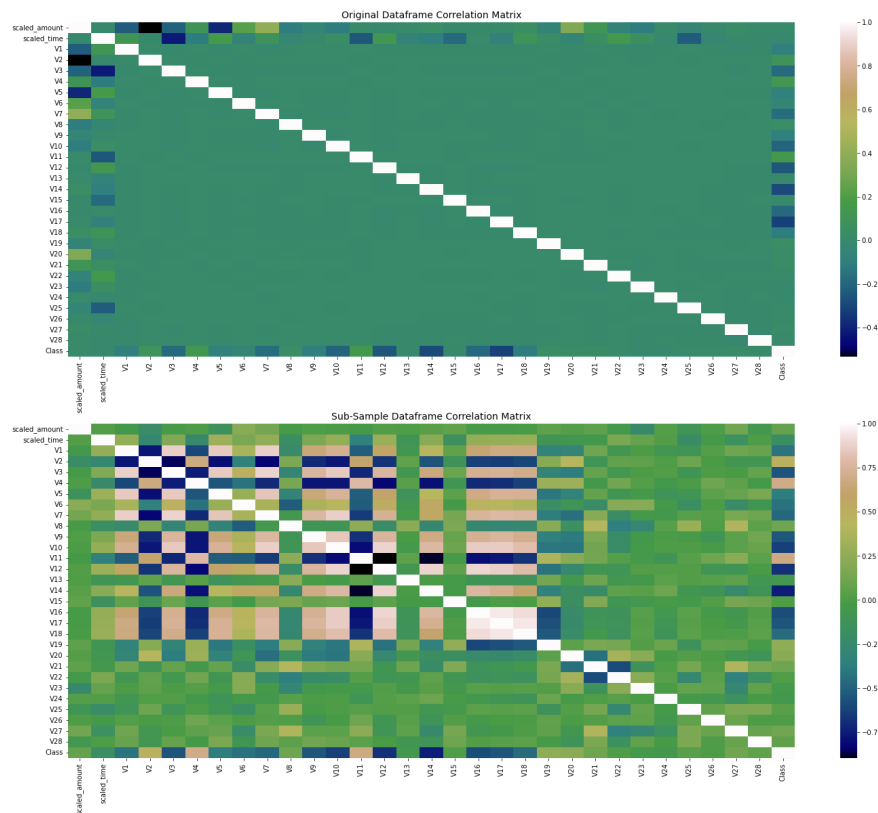 Original Dataframe Correlation Matrix
scaled_amount
scaled_time
V1
V2
V3
V4
V5
V6
V7
V8
V9
V10
V11
V12
V13
V14
V15
V16
V17
V18
V19
V20
V21
V22
V23
V24
V25
V26
V27
V28
Class
scaled_amount scaled_time V1 V2 V3 V4 V5 V6 V7 V8 V9 V10 V11 V12 V13 V14 V15 V16 V17 V18 V19 V20 V21 V22 V23 V24 V25 V26 V27 V28 Class
1.0
0.8
0.6
0.4
0.2
0.0
−0.2
−0.4
Sub-Sample Dataframe Correlation Matrix
scaled_amount
scaled_time
V1
V2
V3
V4
V5
V6
V7
V8
V9
V10
V11
V12
V13
V14
V15
V16
V17
V18
V19
V20
V21
V22
V23
V24
V25
V26
V27
V28
Class
scaled_amount scaled_time V1 V2 V3 V4 V5 V6 V7 V8 V9 V10 V11 V12 V13 V14 V15 V16 V17 V18 V19 V20 V21 V22 V23 V24 V25 V26 V27 V28 Class
1.00
0.75
0.50
0.25
0.00
−0.25
−0.50
−0.75